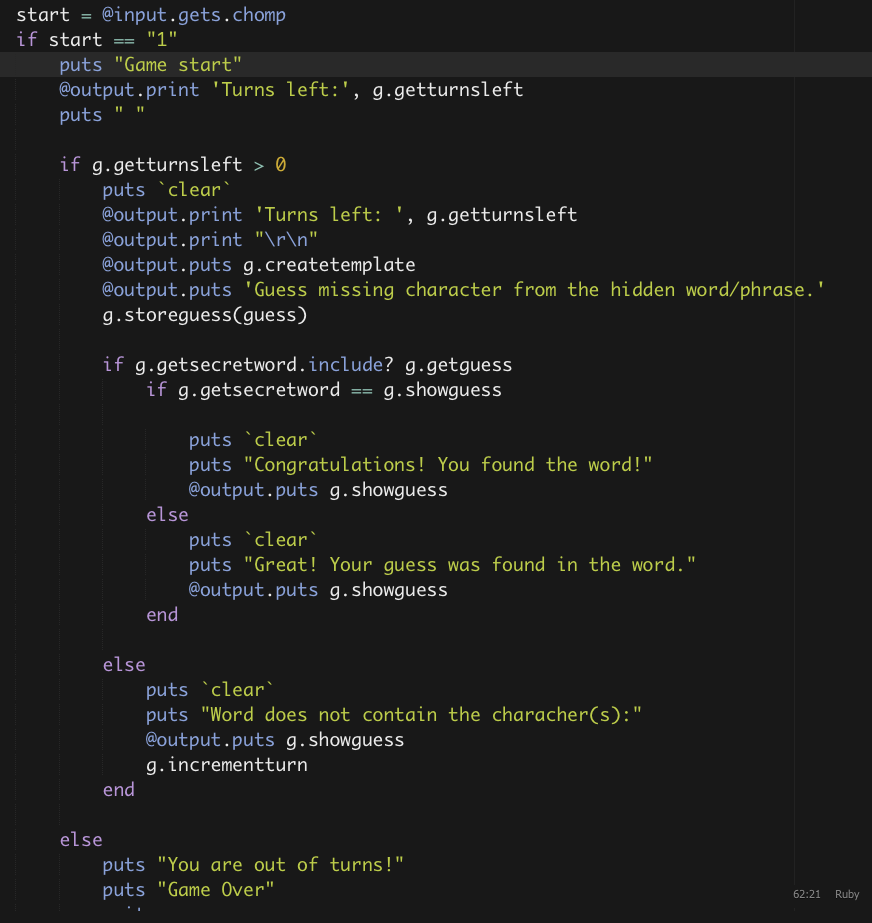 start = @input.gets.chomp
if start == "1"
    puts "Game start"
    @output.print 'Turns left:', g.getturnsleft
    puts " "

    if g.getturnsleft > 0
        puts `clear`
        @output.print 'Turns left: ', g.getturnsleft
        @output.print "\r\n"
        @output.puts g.createtemplate
        @output.puts 'Guess missing character from the hidden word/phrase.'
        g.storeguess(guess)

        if g.getsecretword.include? g.getguess
            if g.getsecretword == g.showguess

                puts `clear`
                puts "Congratulations! You found the word!"
                @output.puts g.showguess
            else
                puts `clear`
                puts "Great! Your guess was found in the word."
                @output.puts g.showguess
            end

        else
            puts `clear`
            puts "Word does not contain the characher(s):"
            @output.puts g.showguess
            g.incrementturn
        end

    else
        puts "You are out of turns!"
        puts "Game Over"
62:21 Ruby